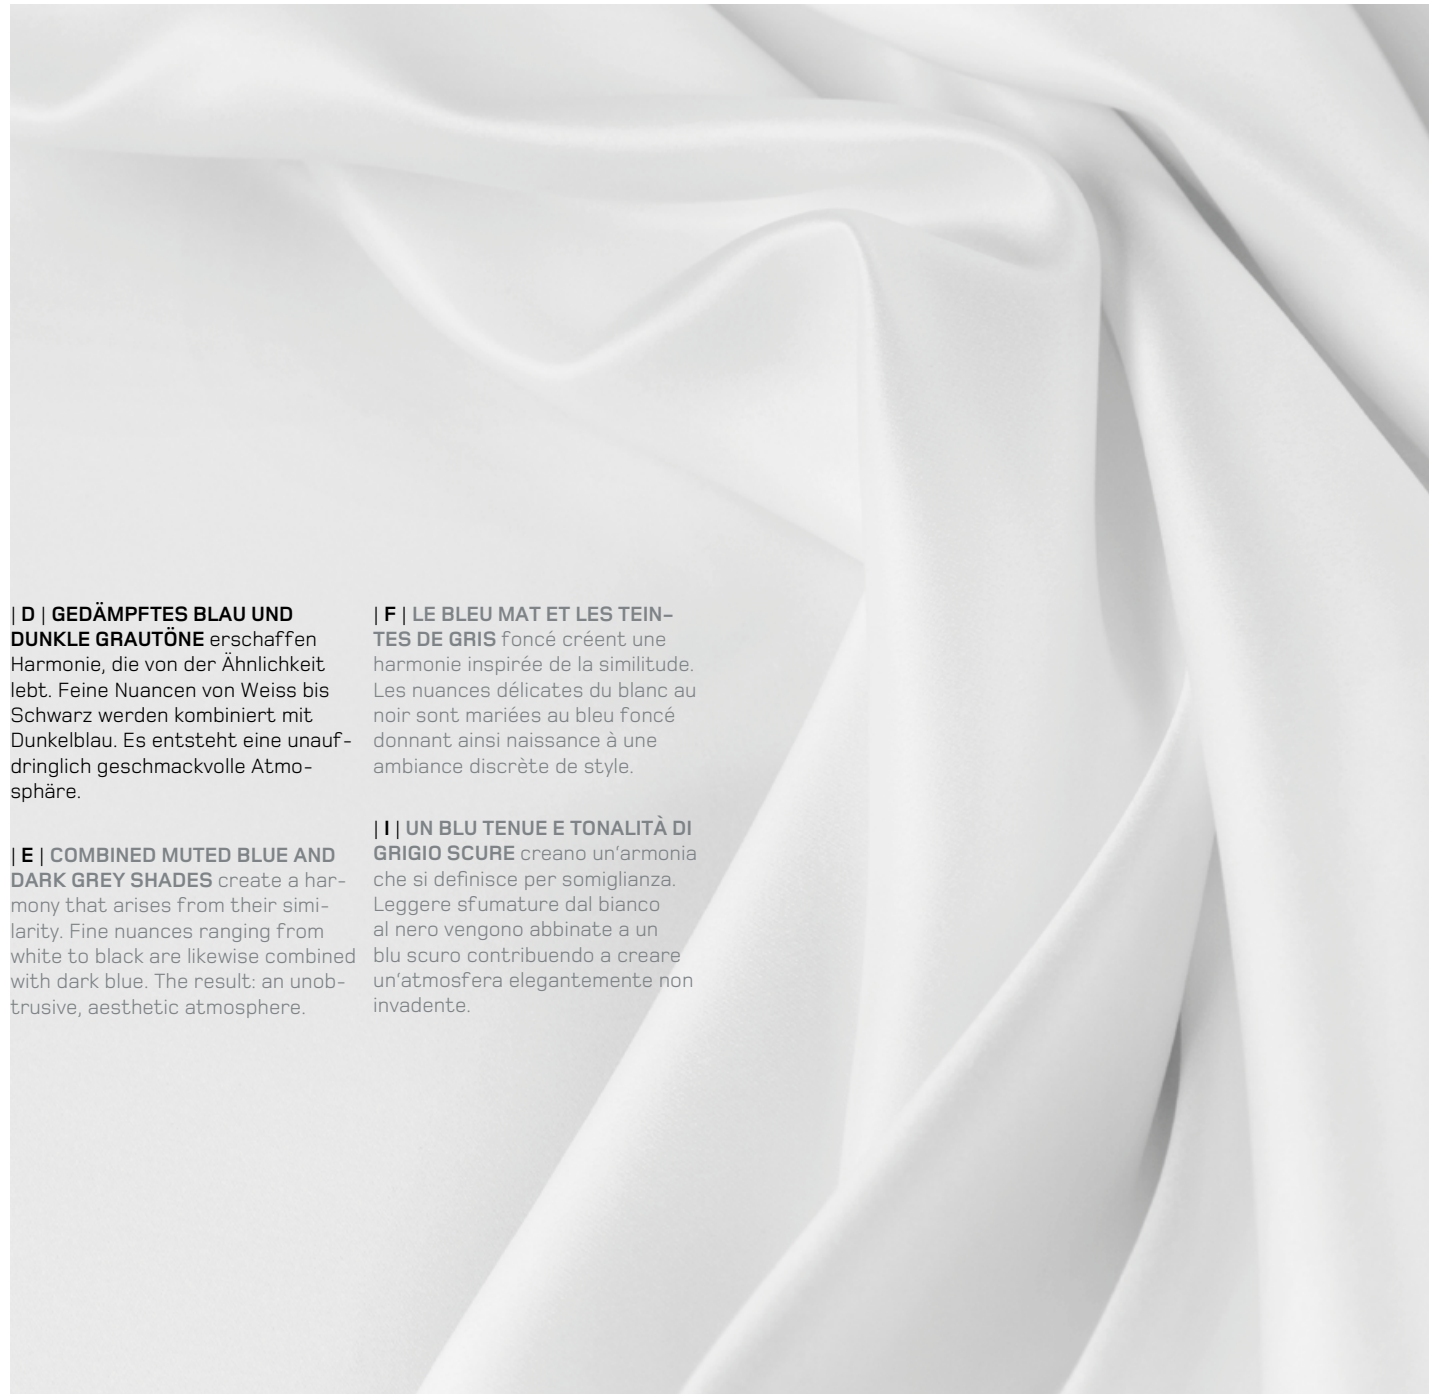 | D | GEDÄMPFTES BLAU UND
DUNKLE GRAUTÖNE erschaffen
Harmonie, die von der Ähnlichkeit
lebt. Feine Nuancen von Weiss bis
Schwarz werden kombiniert mit
Dunkelblau. Es entsteht eine unauf-
dringlich geschmackvolle Atmo-
sphäre.
| E | COMBINED MUTED BLUE AND
DARK GREY SHADES create a har-
mony that arises from their simi-
larity. Fine nuances ranging from
white to black are likewise combined
with dark blue. The result: an unob-
trusive, aesthetic atmosphere.
| F | LE BLEU MAT ET LES TEIN-
TES DE GRIS foncé créent une
harmonie inspirée de la similitude.
Les nuances délicates du blanc au
noir sont mariées au bleu foncé
donnant ainsi naissance à une
ambiance discrète de style.
| I | UN BLU TENUE E TONALITÀ DI
GRIGIO SCURE creano un'armonia
che si definisce per somiglianza.
Leggere sfumature dal bianco
al nero vengono abbinate a un
blu scuro contribuendo a creare
un'atmosfera elegantemente non
invadente.